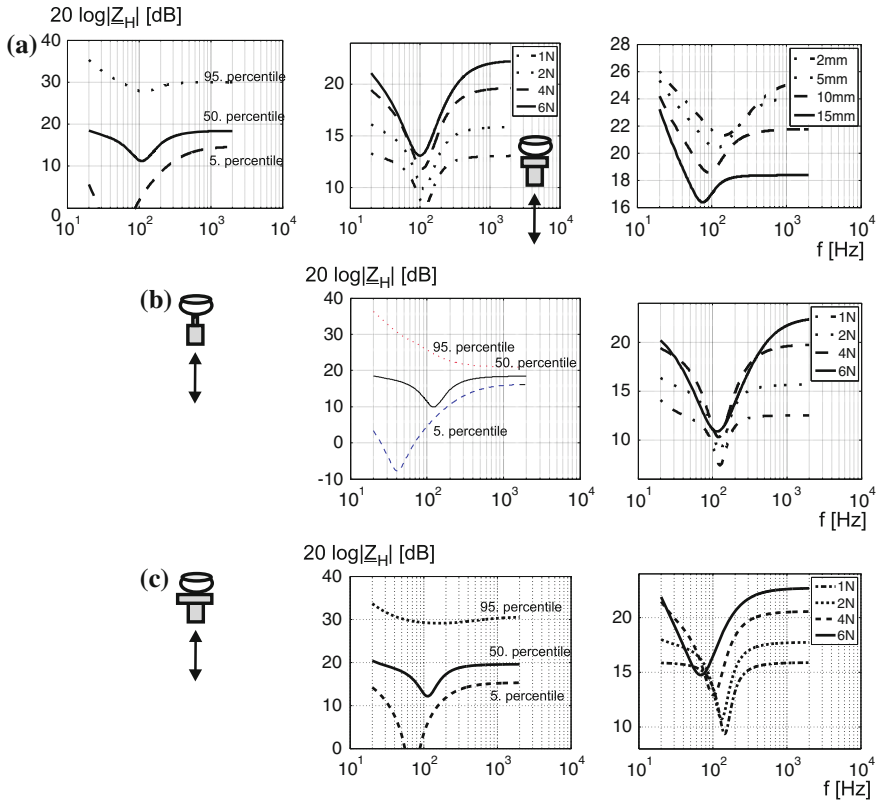 20 log|Z_H| [dB]
(a)
40
30
20
10
0
95. percentile
50. percentile
5. percentile
10^1
10^2
10^3
10^4
20
15
10
1N
2N
4N
6N
10^1
10^2
10^3
10^4
28
26
24
22
20
18
16
2mm
5mm
10mm
15mm
10^1
10^2
10^3
10^4
f [Hz]
(b)
20 log|Z_H| [dB]
40
30
20
10
0
-10
95. percentile
50. percentile
5. percentile
10^1
10^2
10^3
10^4
20
15
10
1N
2N
4N
6N
10^1
10^2
10^3
10^4
f [Hz]
(c)
20 log|Z_H| [dB]
40
30
20
10
0
95. percentile
50. percentile
5. percentile
10^1
10^2
10^3
10^4
20
15
10
1N
2N
4N
6N
10^1
10^2
10^3
10^4
f [Hz]